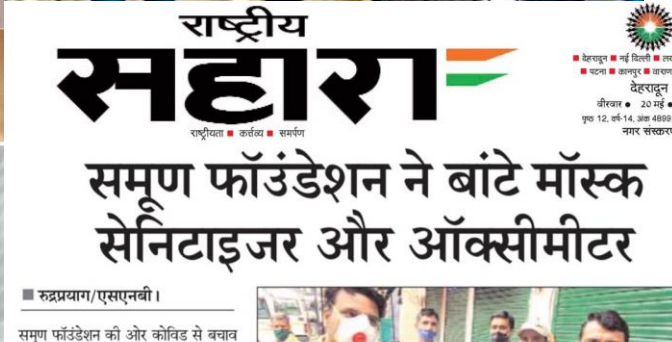 राष्ट्रीय
सहारा
राष्ट्रीयता ■ कर्तव्य ■ समर्पण
■ देहरादून ■ नई दिल्ली ■
■ पटना ■ कानपुर ■
देहरादून
वीरवार ● 20 मई ●
पृष्ठ 12, वर्ष-14, अंक 4899
नगर संस्करण
समूण फॉउंडेशन ने बांटे मॉस्क
सेनिटाइजर और ऑक्सीमीटर
■ रुद्रप्रयाग/एसएनबी।
समूण फॉउंडेशन की ओर कोविड से बचाव